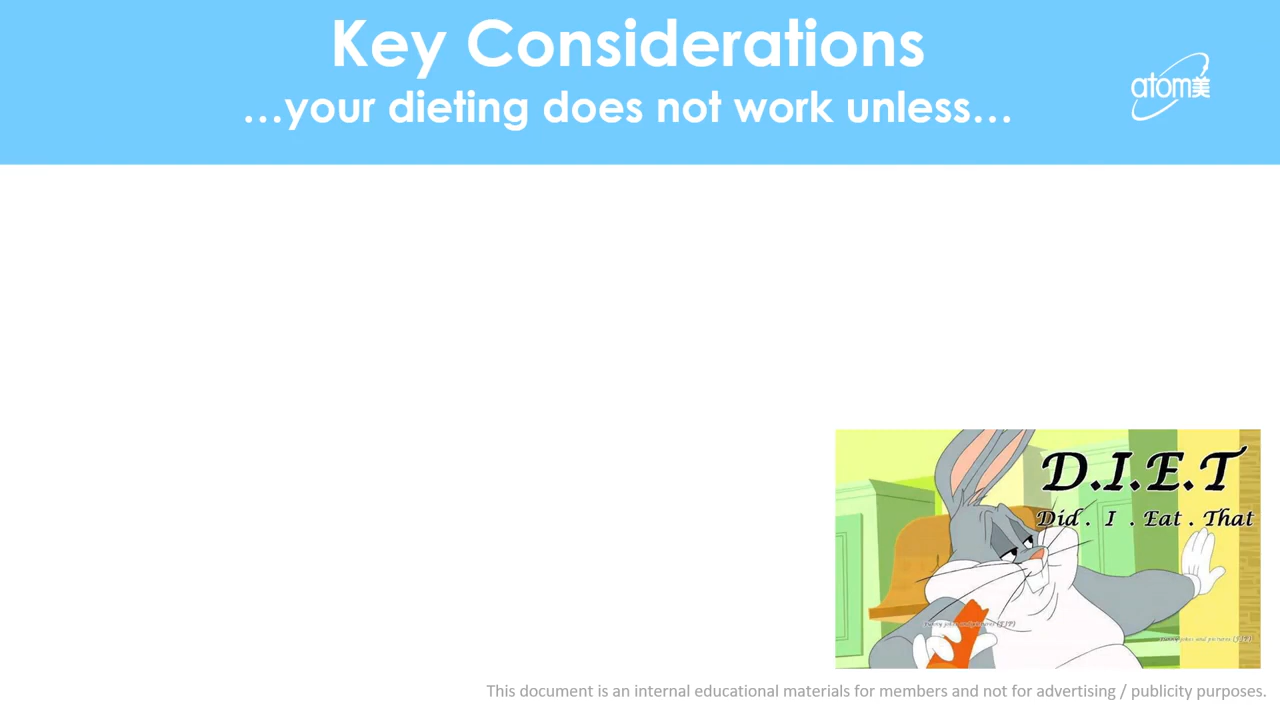 Key Considerations
…your dieting does not work unless…
atom美
D.I.E.T
Did . I . Eat . That
This document is an internal educational materials for members and not for advertising / publicity purposes.